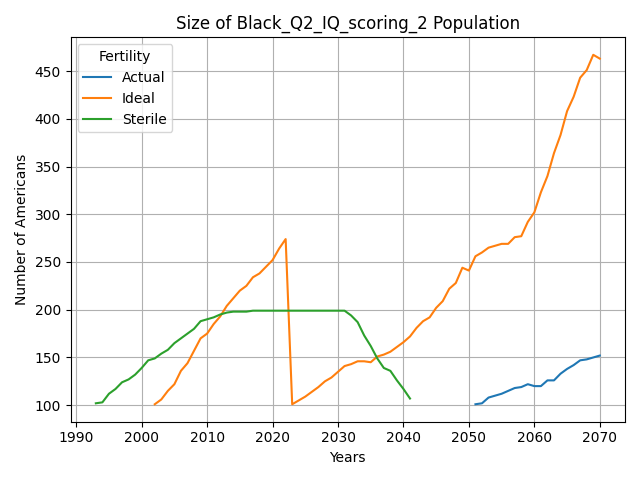 Size of Black_Q2_IQ_scoring_2 Population
Fertility
Actual
Ideal
Sterile
Number of Americans
450
400
350
300
250
200
150
100
1990 2000 2010 2020 2030 2040 2050 2060 2070
Years